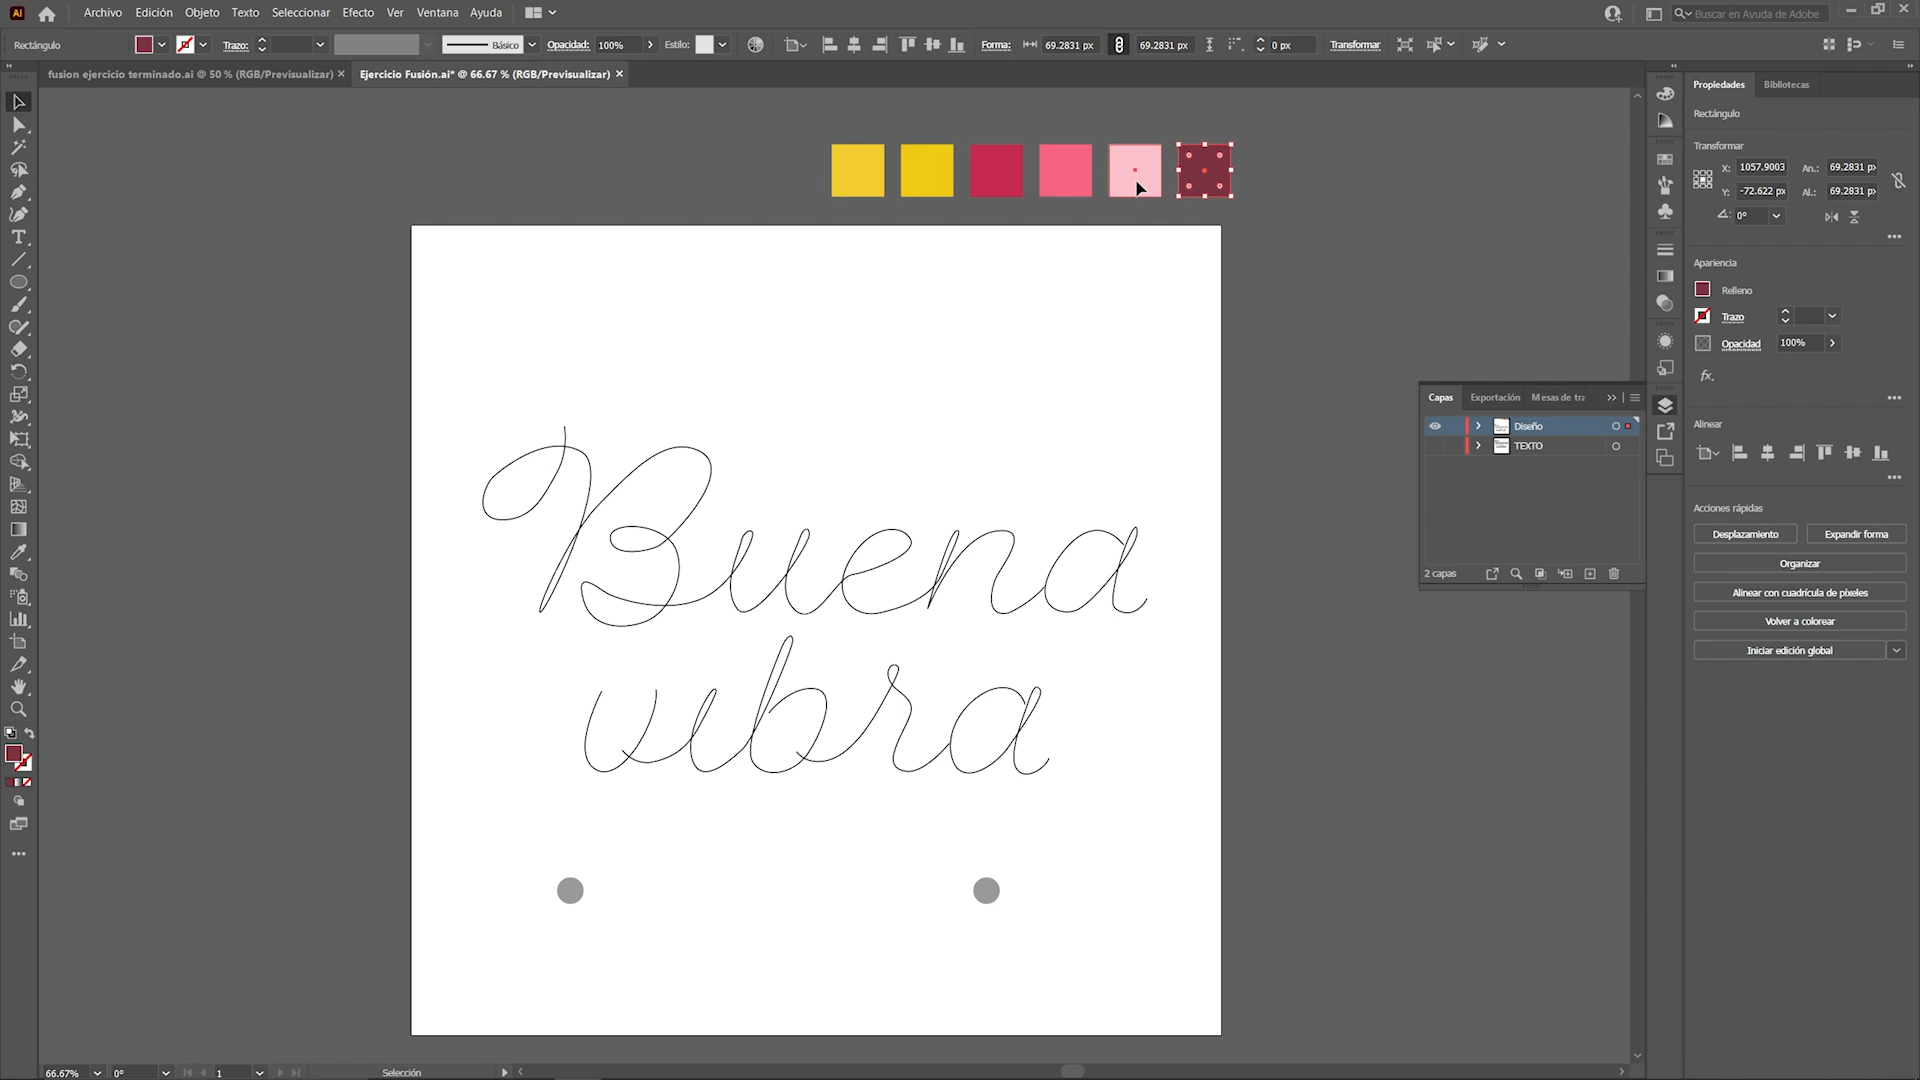 Ai Archivo Edición Objeto Texto Seleccionar Efecto Ver Ventana Ayuda Buscar en Ayuda de Adobe
Rectángulo Trazo: Básico Opacidad: 100% Estilo: Forma: 69.2831 px 69.2831 px 0 px Transformar
fusion ejercicio terminado.ai @ 50 % (RGB/Previsualizar) × Ejercicio Fusión.ai* @ 66.67 % (RGB/Previsualizar) ×
Propiedades Bibliotecas
Rectángulo
Transformar
X: 1057.9003 An.: 69.2831 px
Y: -72.622 px Al.: 69.2831 px
0°
Apariencia
Relleno
Trazo
Opacidad 100%
fx.
Alinear
Acciones rápidas
Desplazamiento Expandir forma
Organizar
Alinear con cuadrícula de píxeles
Volver a colorear
Iniciar edición global
Capas Exportación Mesas de tra
Diseño
TEXTO
2 capas
Buena
vibra
66.67% 0° 1 Selección